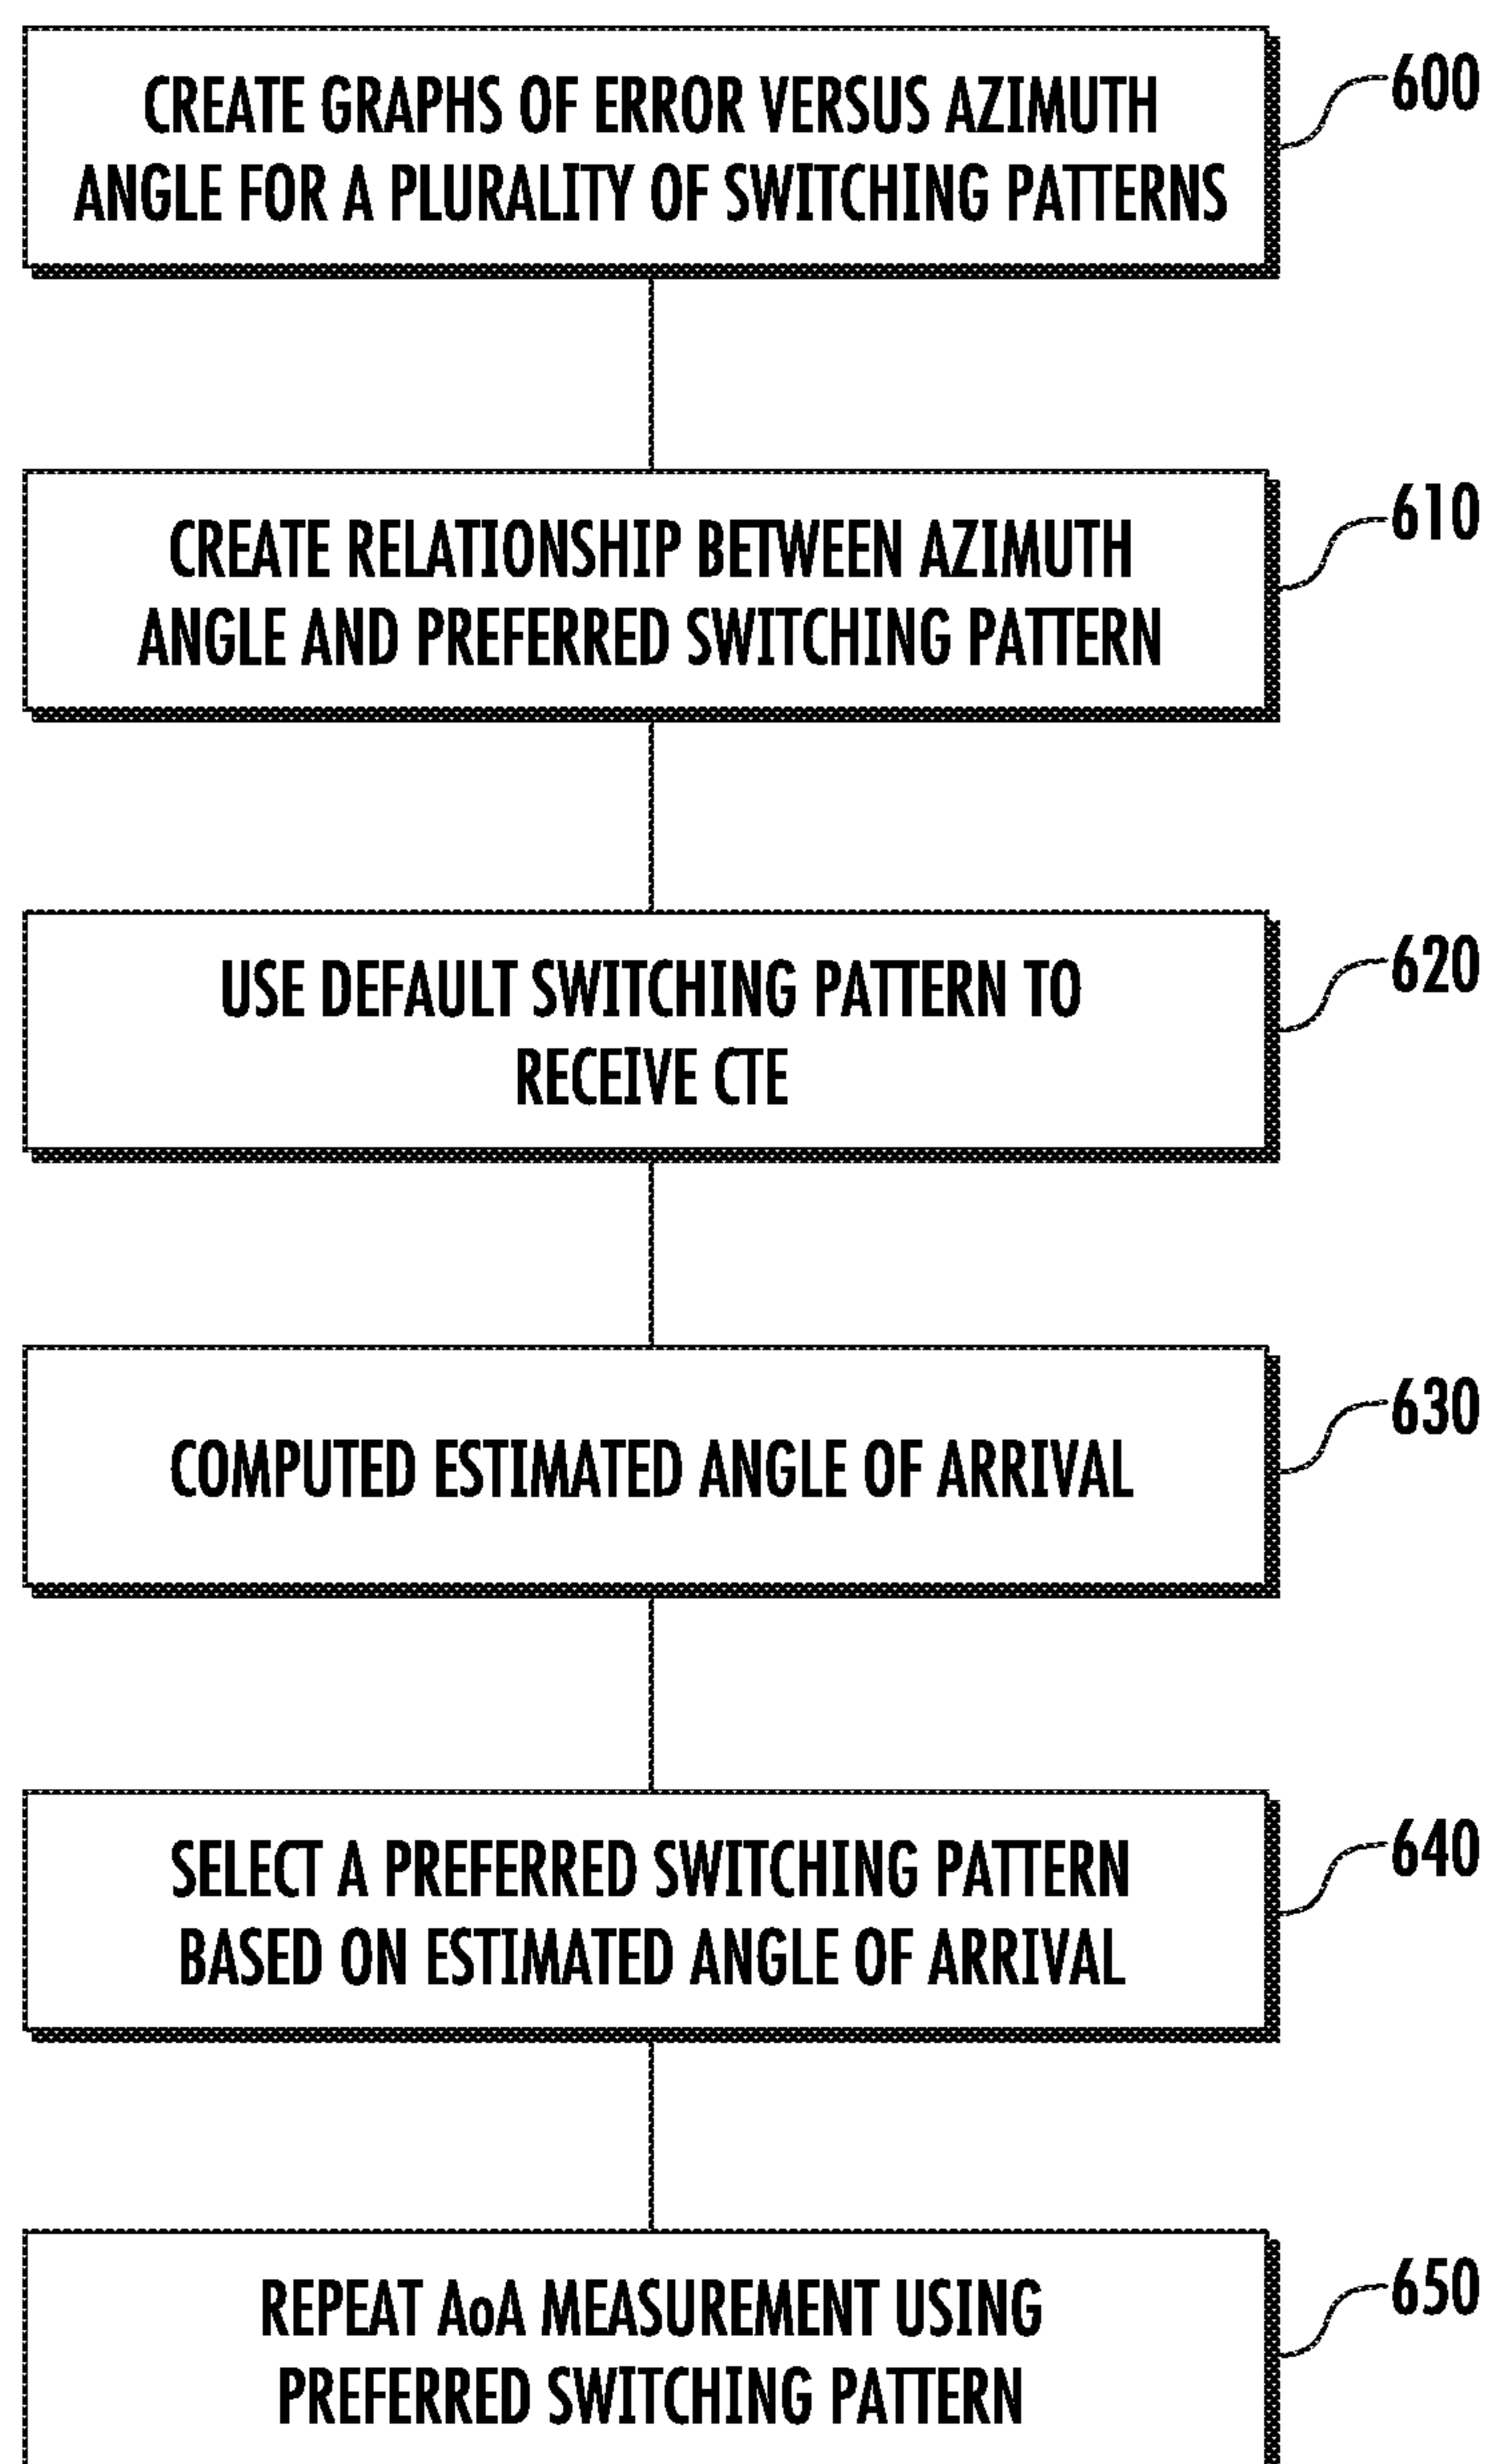 CREATE GRAPHS OF ERROR VERSUS AZIMUTH
ANGLE FOR A PLURALITY OF SWITCHING PATTERNS
600
CREATE RELATIONSHIP BETWEEN AZIMUTH
ANGLE AND PREFERRED SWITCHING PATTERN
610
USE DEFAULT SWITCHING PATTERN TO
RECEIVE CTE
620
COMPUTED ESTIMATED ANGLE OF ARRIVAL
630
SELECT A PREFERRED SWITCHING PATTERN
BASED ON ESTIMATED ANGLE OF ARRIVAL
640
REPEAT AoA MEASUREMENT USING
PREFERRED SWITCHING PATTERN
650